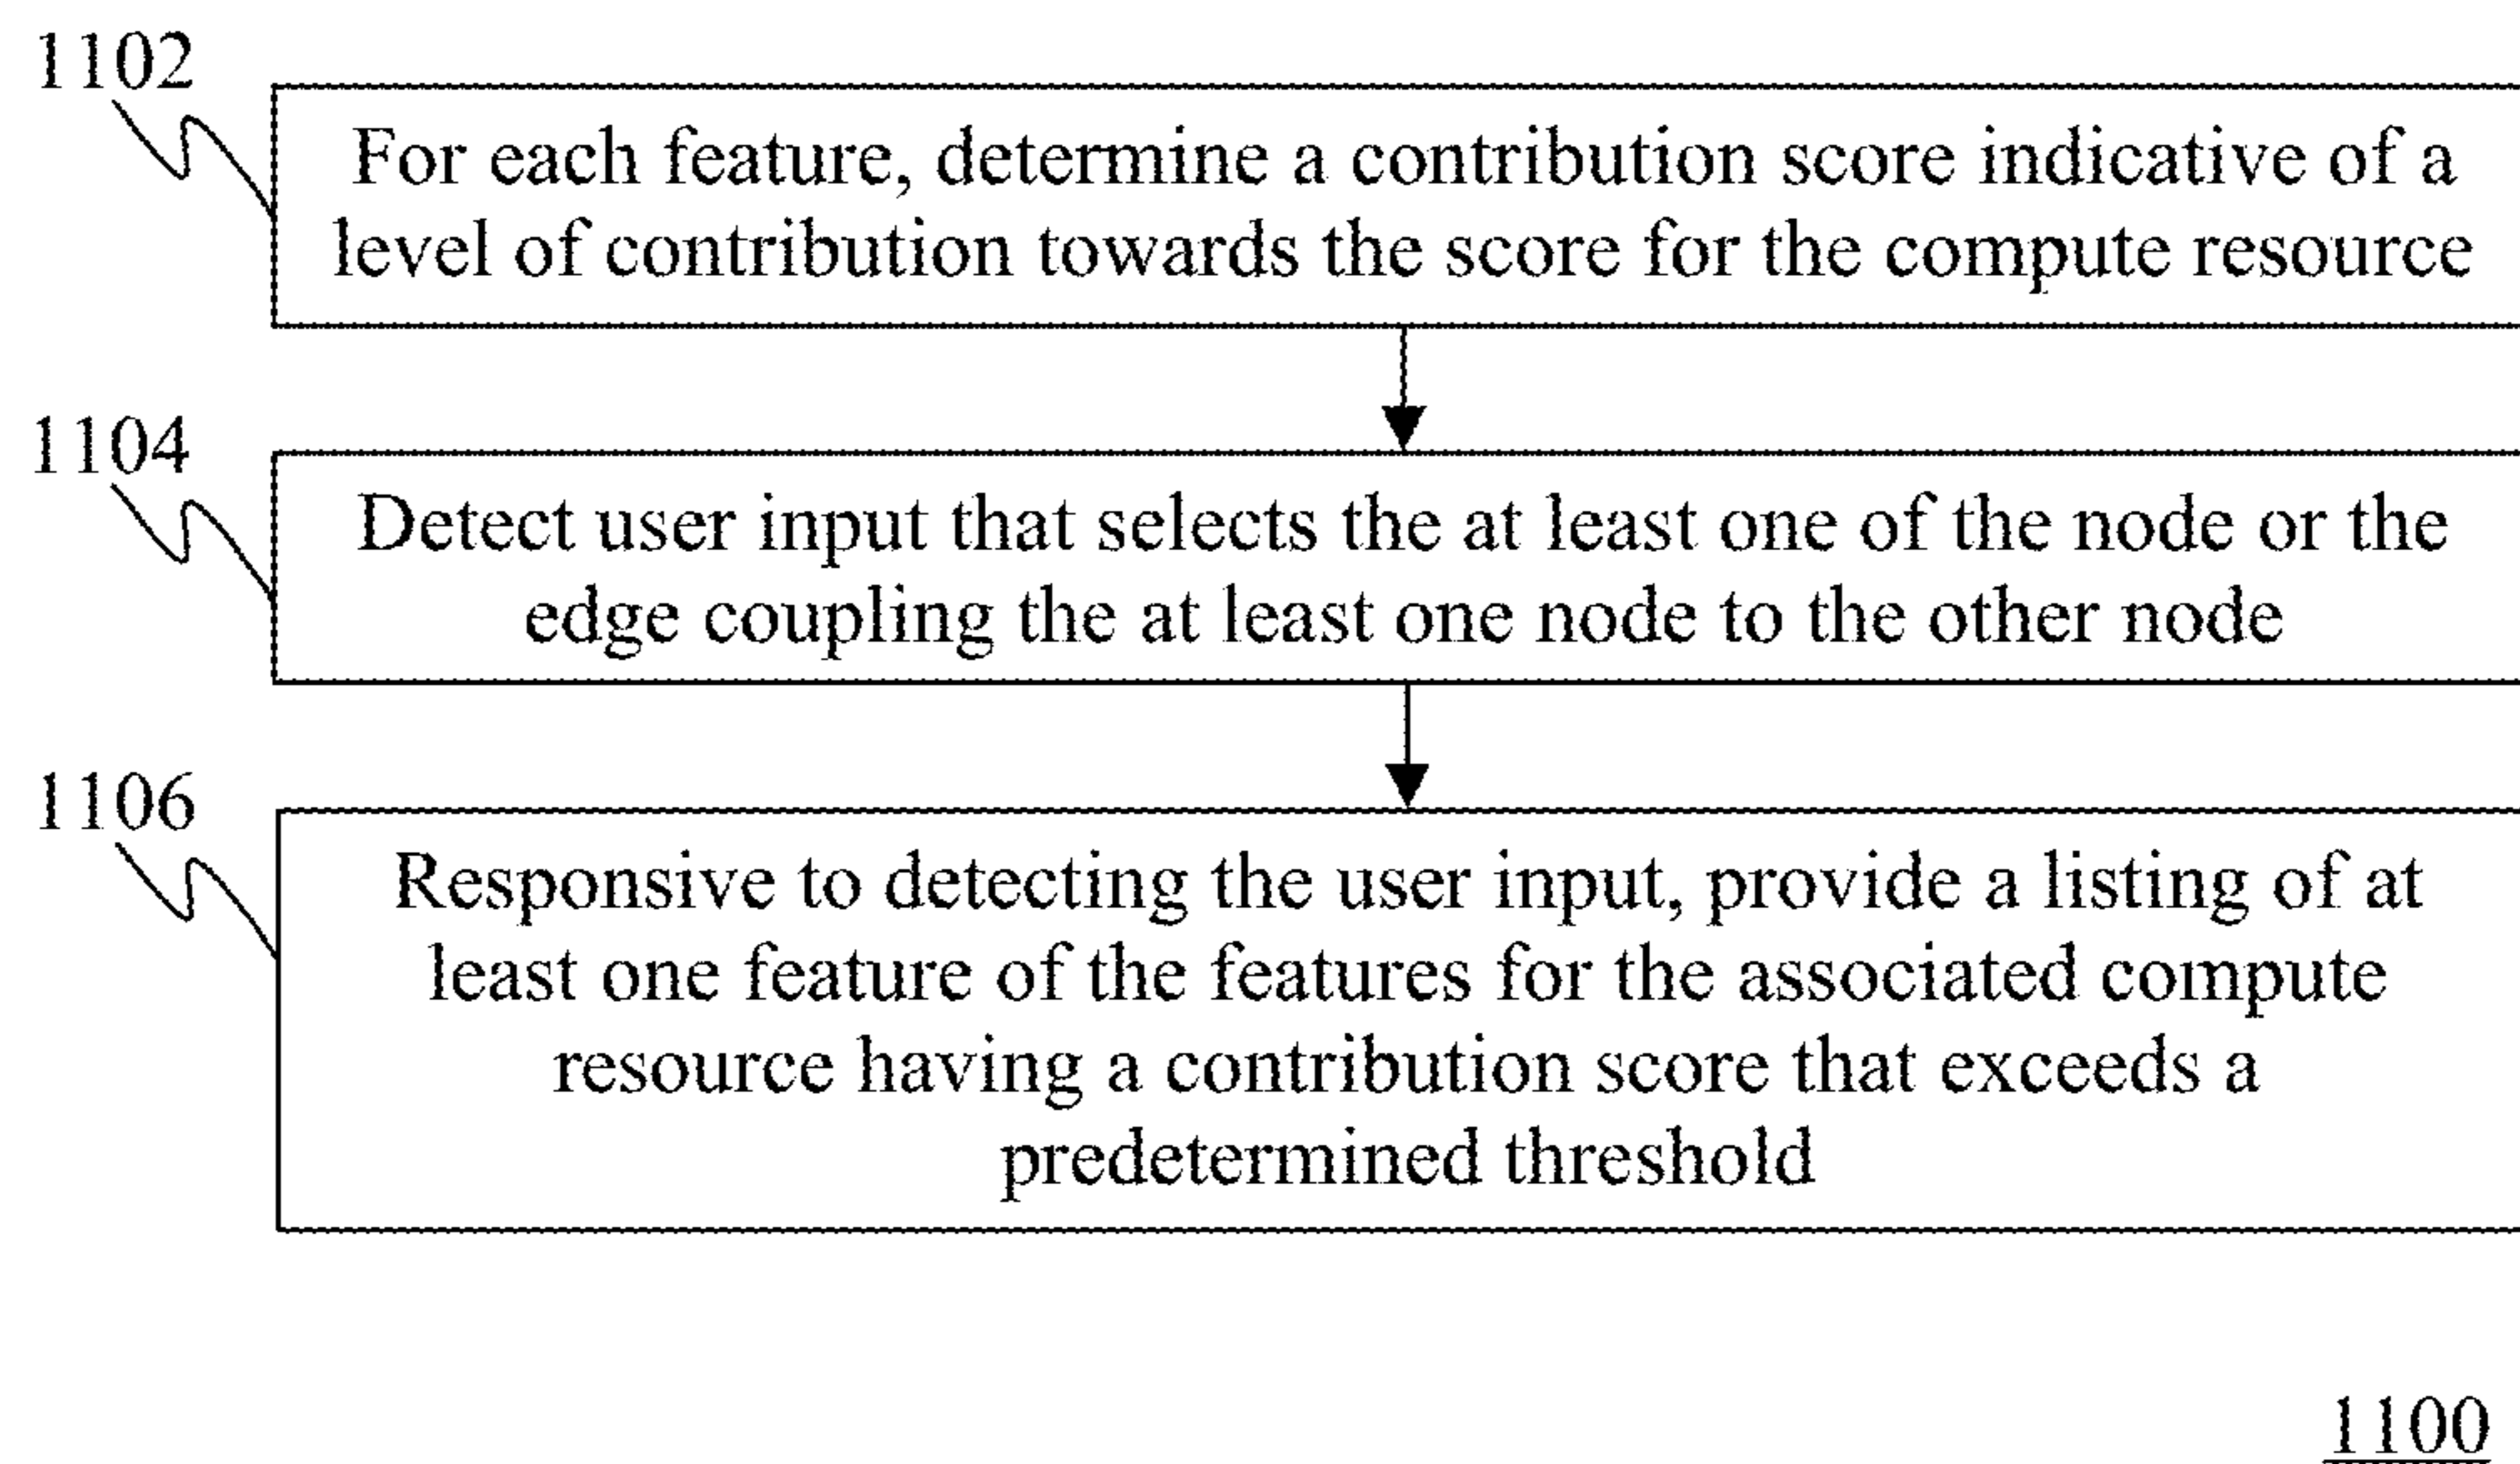 1102
For each feature, determine a contribution score indicative of a
level of contribution towards the score for the compute resource
1104
Detect user input that selects the at least one of the node or the
edge coupling the at least one node to the other node
1106
Responsive to detecting the user input, provide a listing of at
least one feature of the features for the associated compute
resource having a contribution score that exceeds a
predetermined threshold
1100